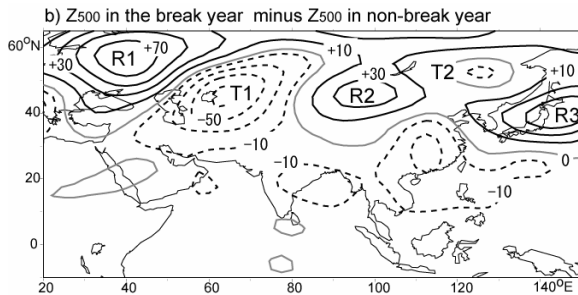 b) Z500 in the break year minus Z500 in non-break year
60°N
+30
R1
+70
+10
+30
T2
+10
T1
R2
R3
40
−50
−10
−10
0
20
−10
−10
0
20
40
60
80
100
120
140°E